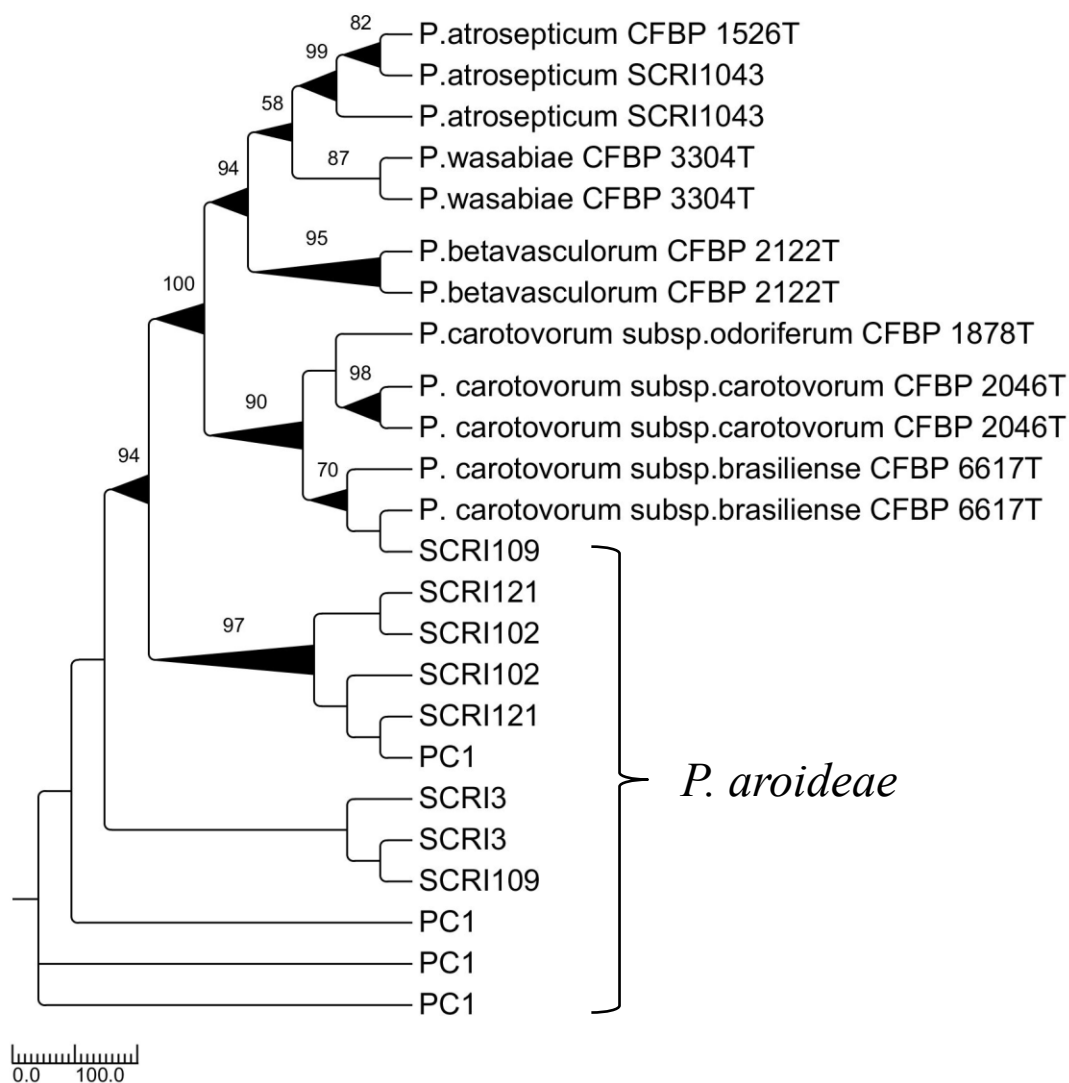 82
P.atrosepticum CFBP 1526T
99
P.atrosepticum SCRI1043
58
P.atrosepticum SCRI1043
87
P.wasabiae CFBP 3304T
94
P.wasabiae CFBP 3304T
95
P.betavasculorum CFBP 2122T
100
P.betavasculorum CFBP 2122T
P.carotovorum subsp.odoriferum CFBP 1878T
98
P. carotovorum subsp.carotovorum CFBP 2046T
90
P. carotovorum subsp.carotovorum CFBP 2046T
94
70
P. carotovorum subsp.brasiliense CFBP 6617T
P. carotovorum subsp.brasiliense CFBP 6617T
SCRI109
SCRI121
97
SCRI102
SCRI102
SCRI121
PC1
P. aroideae
SCRI3
SCRI3
SCRI109
PC1
PC1
PC1
0.0 100.0